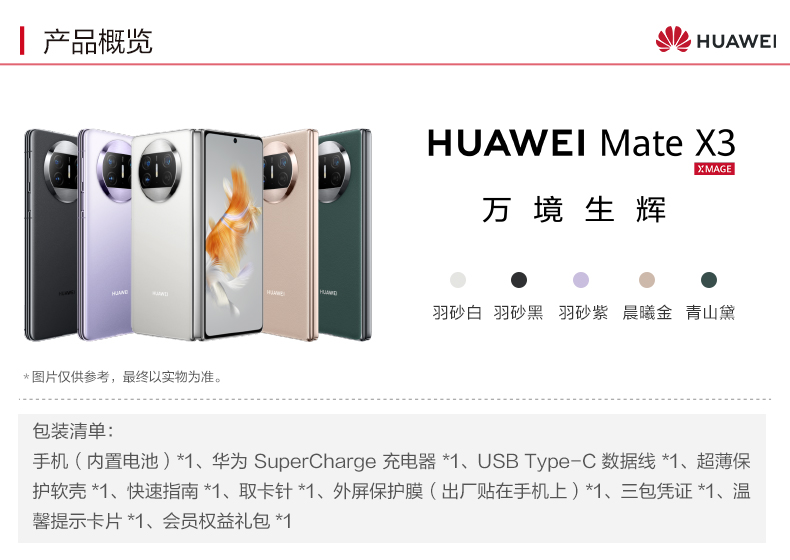 产品概览
HUAWEI
HUAWEI Mate X3
XMAGE
万境生辉
HUAWEI
HUAWEI
HUAWEI
HUAWEI
HUAWEI
羽砂白 羽砂黑 羽砂紫 晨曦金 青山黛
*图片仅供参考，最终以实物为准。
包装清单：
手机（内置电池）*1、华为 SuperCharge 充电器 *1、USB Type-C 数据线 *1、超薄保
护软壳 *1、快速指南 *1、取卡针 *1、外屏保护膜（出厂贴在手机上）*1、三包凭证 *1、温
馨提示卡片 *1、会员权益礼包 *1